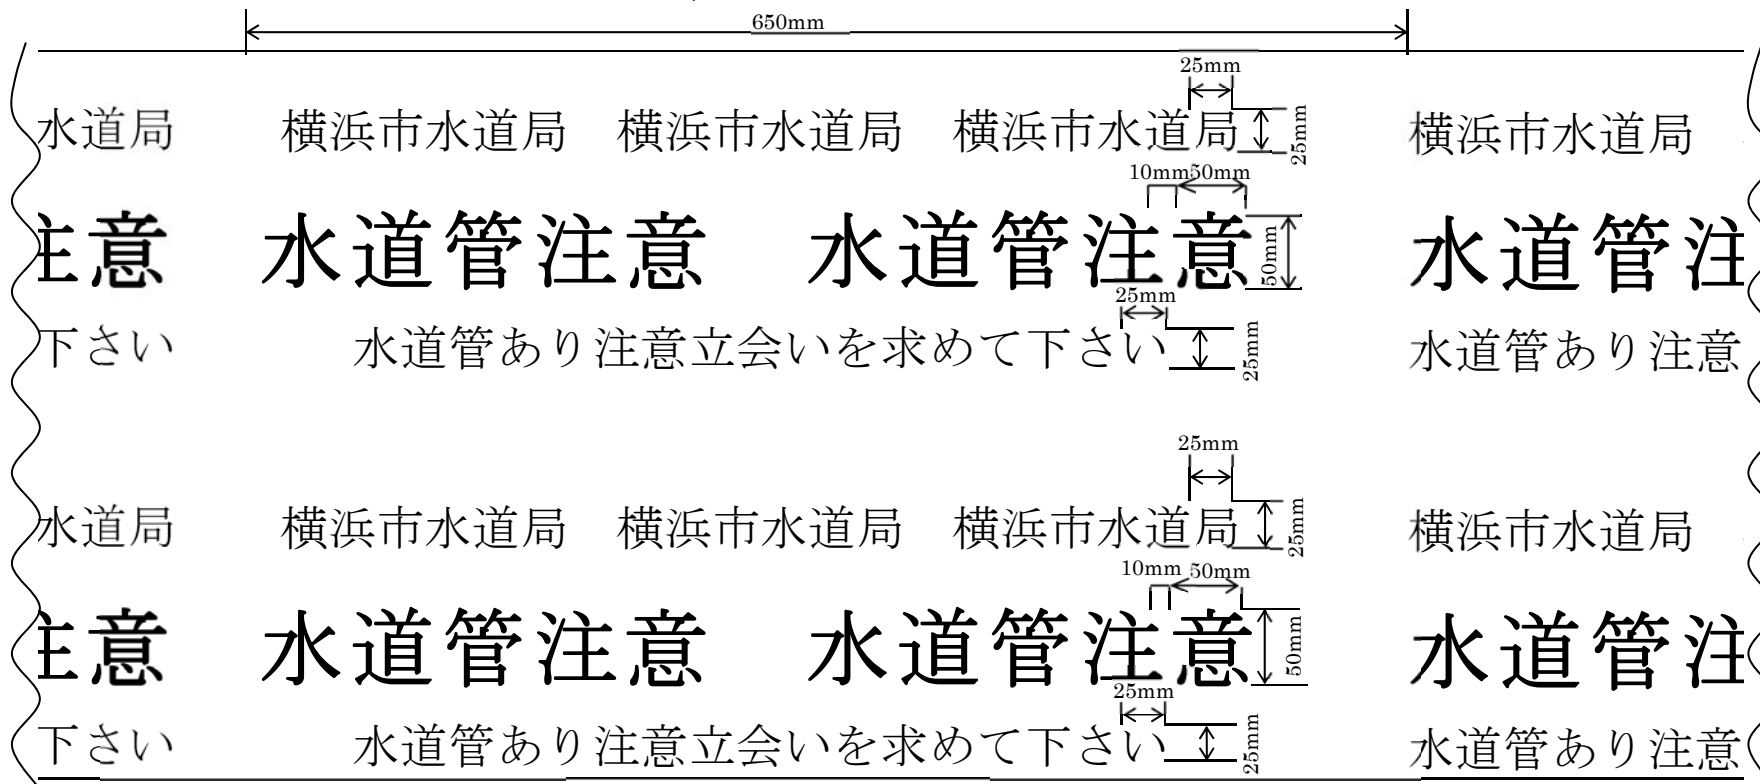 650mm
25mm
水道局 横浜市水道局 横浜市水道局 横浜市水道局 25mm 横浜市水道局
10mm 50mm
注意 水道管注意 水道管注意 50mm 水道管注
25mm
下さい 水道管あり注意立会いを求めて下さい 25mm 水道管あり注意
25mm
水道局 横浜市水道局 横浜市水道局 横浜市水道局 25mm 横浜市水道局
10mm 50mm
注意 水道管注意 水道管注意 50mm 水道管注
25mm
下さい 水道管あり注意立会いを求めて下さい 25mm 水道管あり注意